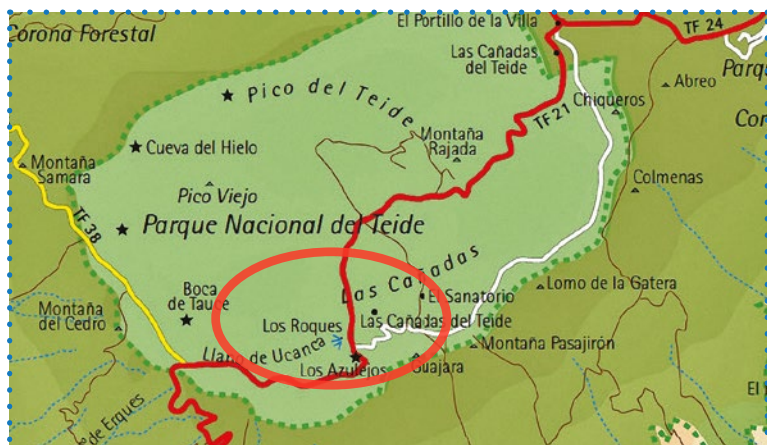 Corona Forestal
El Portillo de la Villa
TF 24
Las Cañadas
del Teide
Parq
Abreo
Pico del Teide
Chiqueros
TF 21
Cor
Montaña
Rajada
Cueva del Hielo
Montaña
Samara
Colmenas
Pico Viejo
TF 38
Parque Nacional del Teide
Las Cañadas
Boca
de Tauce
El Sanatorio
Lomo de la Gatera
Montaña
del Cedro
Los Roques
Las Cañadas del Teide
Llano de Ucanca
Montaña Pasajirón
Los Azulejos
Guajara
El
de Erques